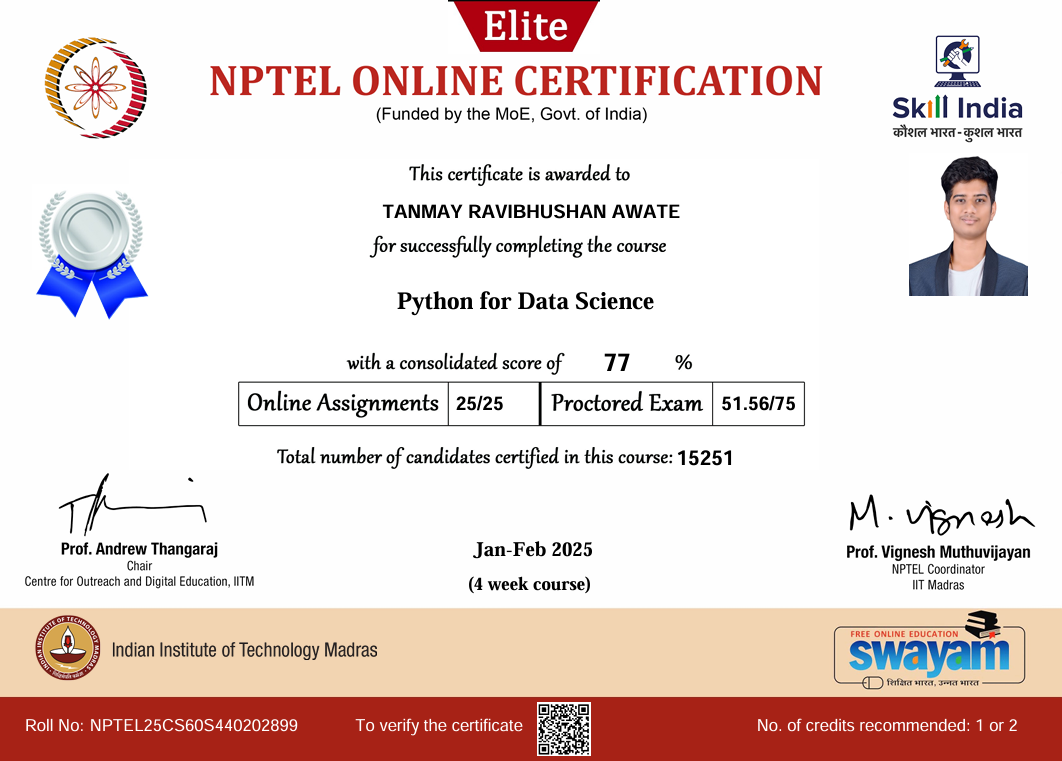 Elite
NPTEL ONLINE CERTIFICATION
(Funded by the MoE, Govt. of India)
Skill India
कौशल भारत - कुशल भारत
This certificate is awarded to
TANMAY RAVIBHUSHAN AWATE
for successfully completing the course
Python for Data Science
with a consolidated score of 77 %
Online Assignments 25/25 Proctored Exam 51.56/75
Total number of candidates certified in this course: 15251
M. Vignesh
Prof. Andrew Thangaraj
Chair
Centre for Outreach and Digital Education, IITM
Jan-Feb 2025
(4 week course)
Prof. Vignesh Muthuvijayan
NPTEL Coordinator
IIT Madras
INDIAN INSTITUTE OF TECHNOLOGY MADRAS
Indian Institute of Technology Madras
FREE ONLINE EDUCATION
swayam
शिक्षित भारत, उन्नत भारत
Roll No: NPTEL25CS60S440202899
To verify the certificate
No. of credits recommended: 1 or 2